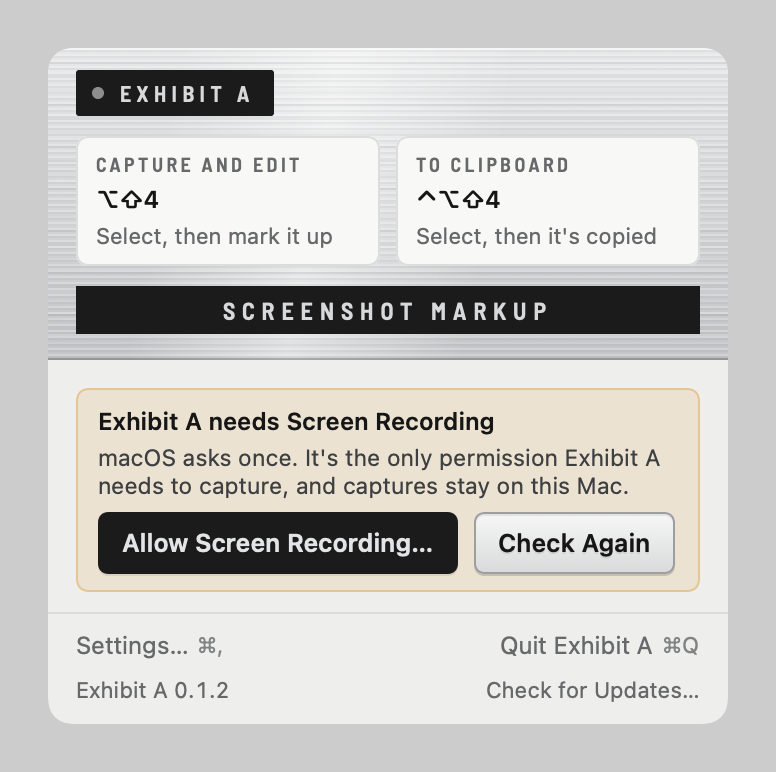 EXHIBIT A
CAPTURE AND EDIT
⌥⇧4
Select, then mark it up
TO CLIPBOARD
⌃⌥⇧4
Select, then it's copied
SCREENSHOT MARKUP
Exhibit A needs Screen Recording
macOS asks once. It's the only permission Exhibit A
needs to capture, and captures stay on this Mac.
Allow Screen Recording...
Check Again
Settings... ⌘,
Quit Exhibit A ⌘Q
Exhibit A 0.1.2
Check for Updates...